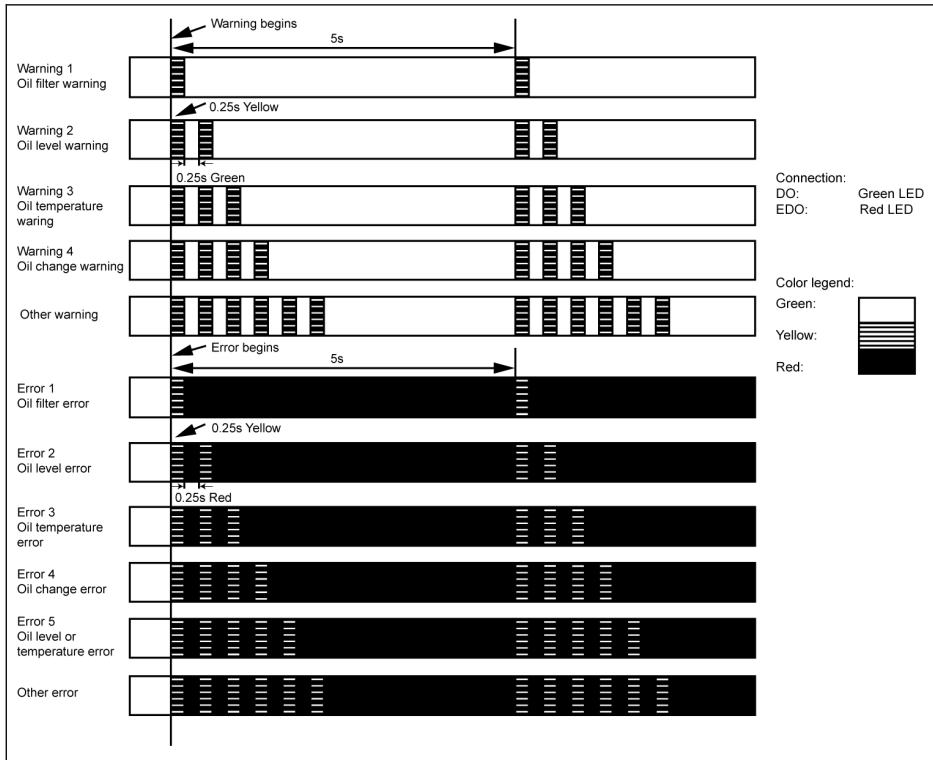 Warning begins
5s
Warning 1
Oil filter warning
0.25s Yellow
Warning 2
Oil level warning
0.25s Green
Warning 3
Oil temperature
waring
Warning 4
Oil change warning
Other warning
Error begins
5s
Error 1
Oil filter error
0.25s Yellow
Error 2
Oil level error
0.25s Red
Error 3
Oil temperature
error
Error 4
Oil change error
Error 5
Oil level or
temperature error
Other error
Connection:
DO: Green LED
EDO: Red LED
Color legend:
Green:
Yellow:
Red: